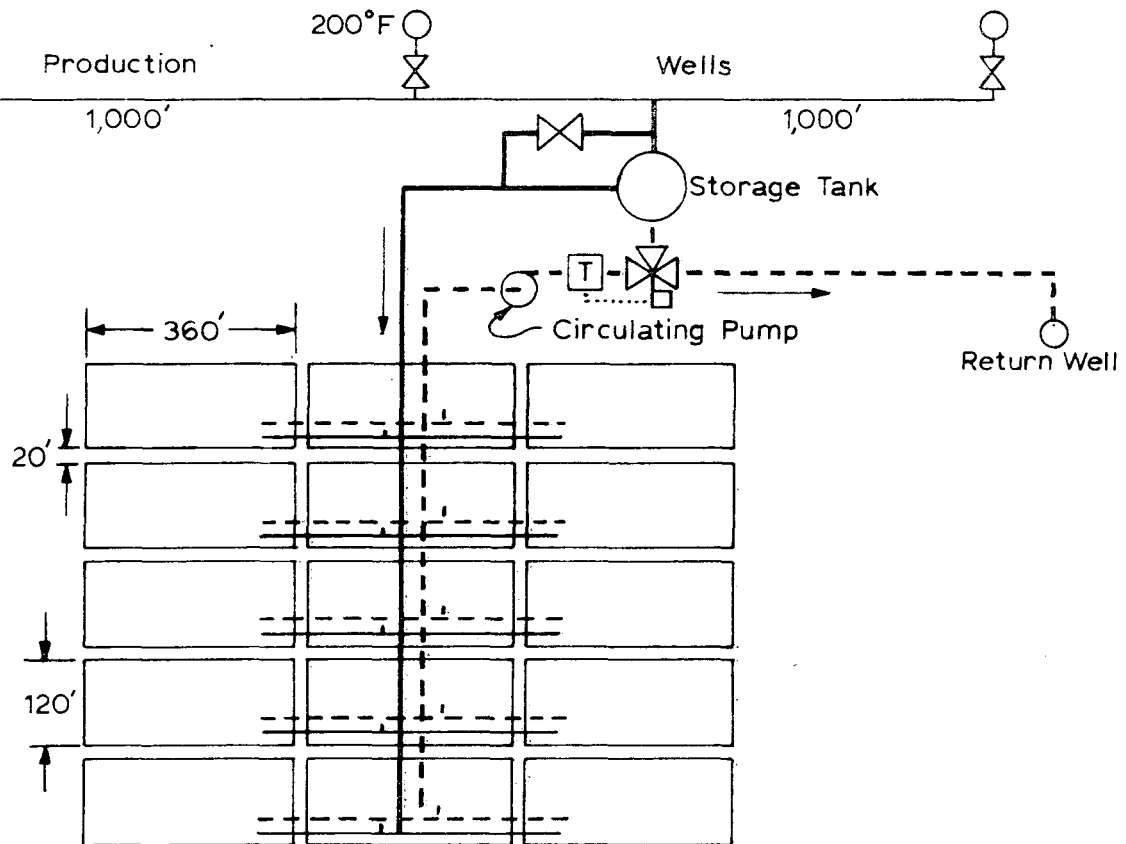 200°F
Production
Wells
1,000'
1,000'
Storage Tank
T
360'
Circulating Pump
Return Well
20'
120'